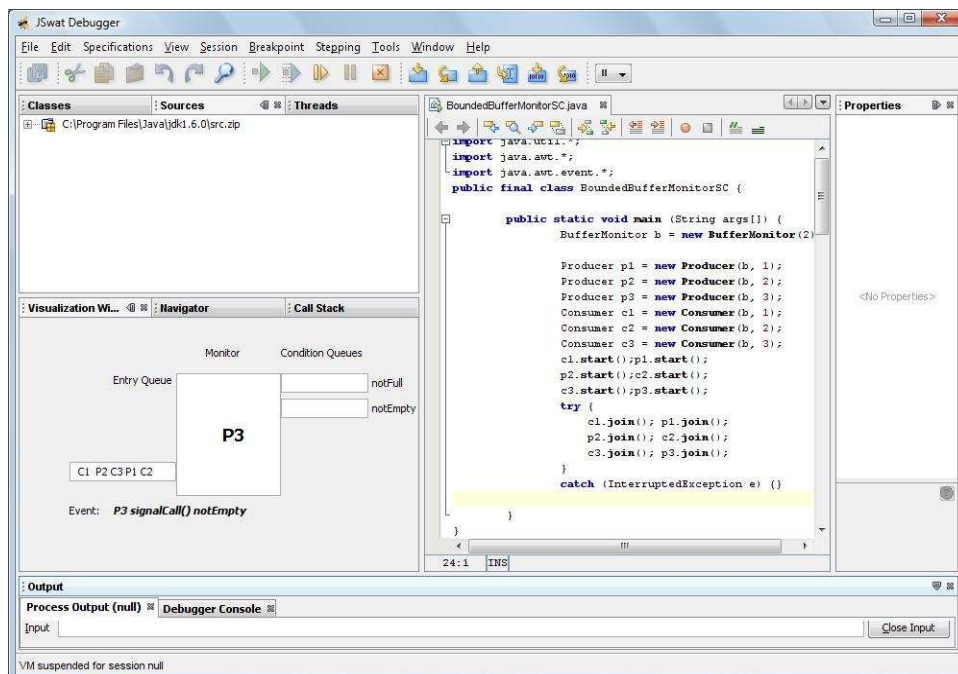 JSwat Debugger
File Edit Specifications View Session Breakpoint Stepping Tools Window Help
Classes Sources Threads
C:\Program Files\Java\jdk1.6.0\src.zip
Visualization Wi... Navigator Call Stack
Monitor Condition Queues
Entry Queue notFull
notEmpty
P3
C1 P2 C3 P1 C2
Event: P3 signalCall() notEmpty
BoundedBufferMonitorSC.java
import java.util.*;
import java.awt.*;
import java.awt.event.*;
public final class BoundedBufferMonitorSC {
public static void main (String args[]) {
BufferMonitor b = new BufferMonitor(2)
Producer p1 = new Producer(b, 1);
Producer p2 = new Producer(b, 2);
Producer p3 = new Producer(b, 3);
Consumer c1 = new Consumer(b, 1);
Consumer c2 = new Consumer(b, 2);
Consumer c3 = new Consumer(b, 3);
c1.start();p1.start();
p2.start();c2.start();
c3.start();p3.start();
try {
c1.join(); p1.join();
p2.join(); c2.join();
c3.join(); p3.join();
}
catch (InterruptedException e) {}
}
}
24:1 INS
Properties
<No Properties>
Output
Process Output (null) Debugger Console
Input Close Input
VM suspended for session null